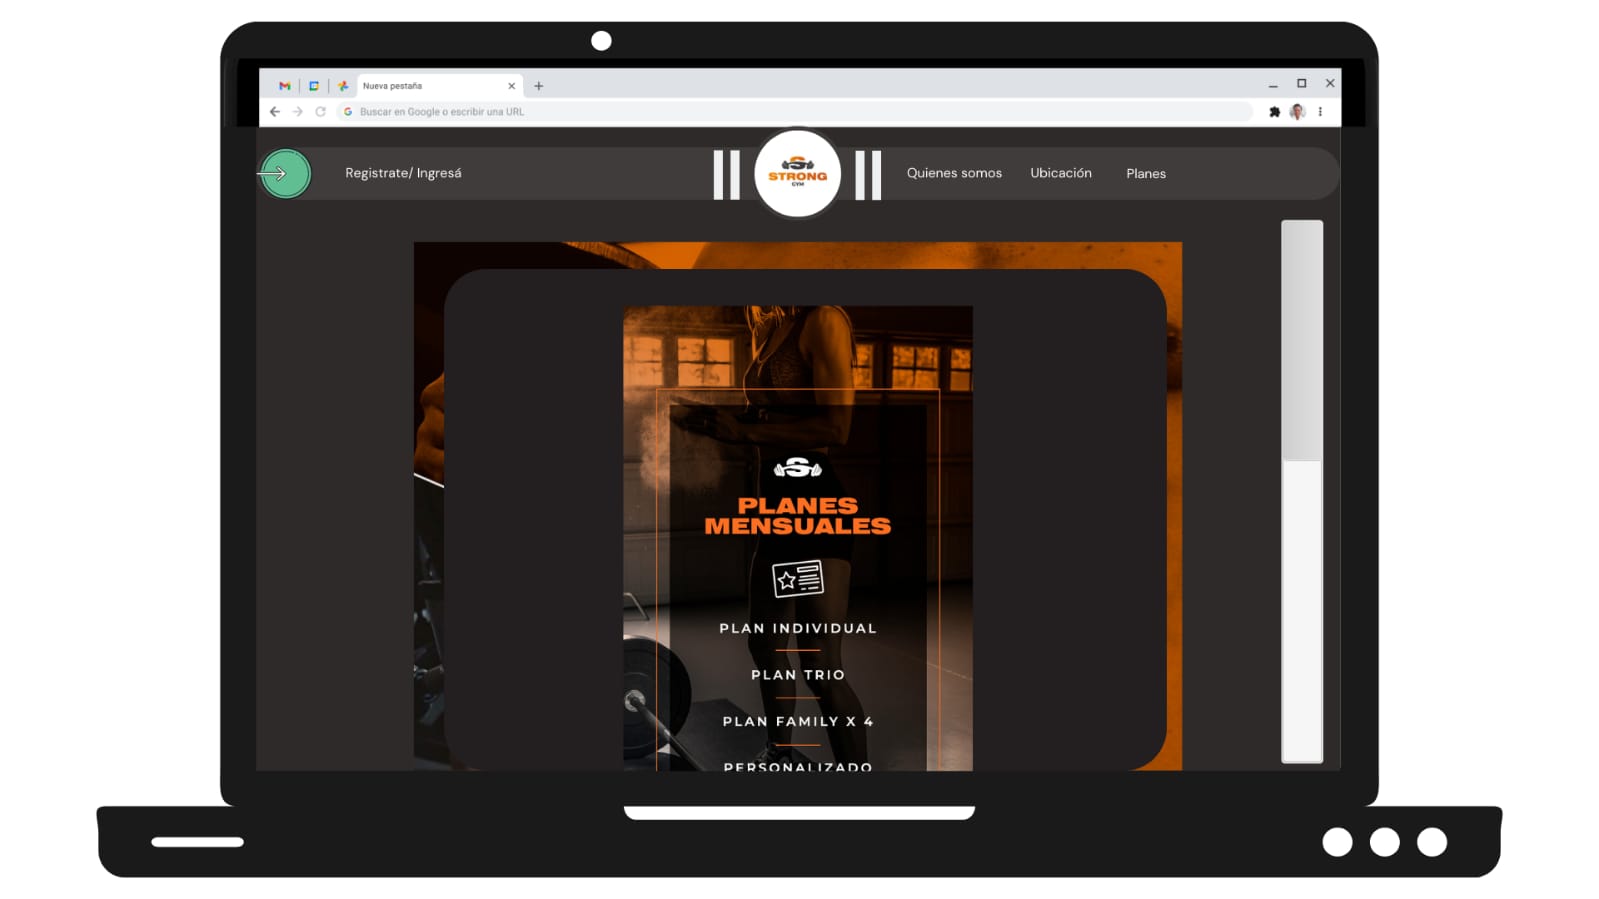 Nueva pestaña
Buscar en Google o escribir una URL
Registrate/ Ingresá
STRONG
GYM
Quienes somos
Ubicación
Planes
PLANES
MENSUALES
PLAN INDIVIDUAL
PLAN TRIO
PLAN FAMILY X 4
PERSONALIZADO